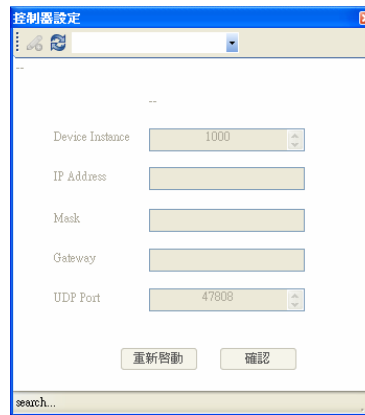 控制器設定
--
--
Device Instance 1000
IP Address
Mask
Gateway
UDP Port 47808
重新啓動 確認
search...